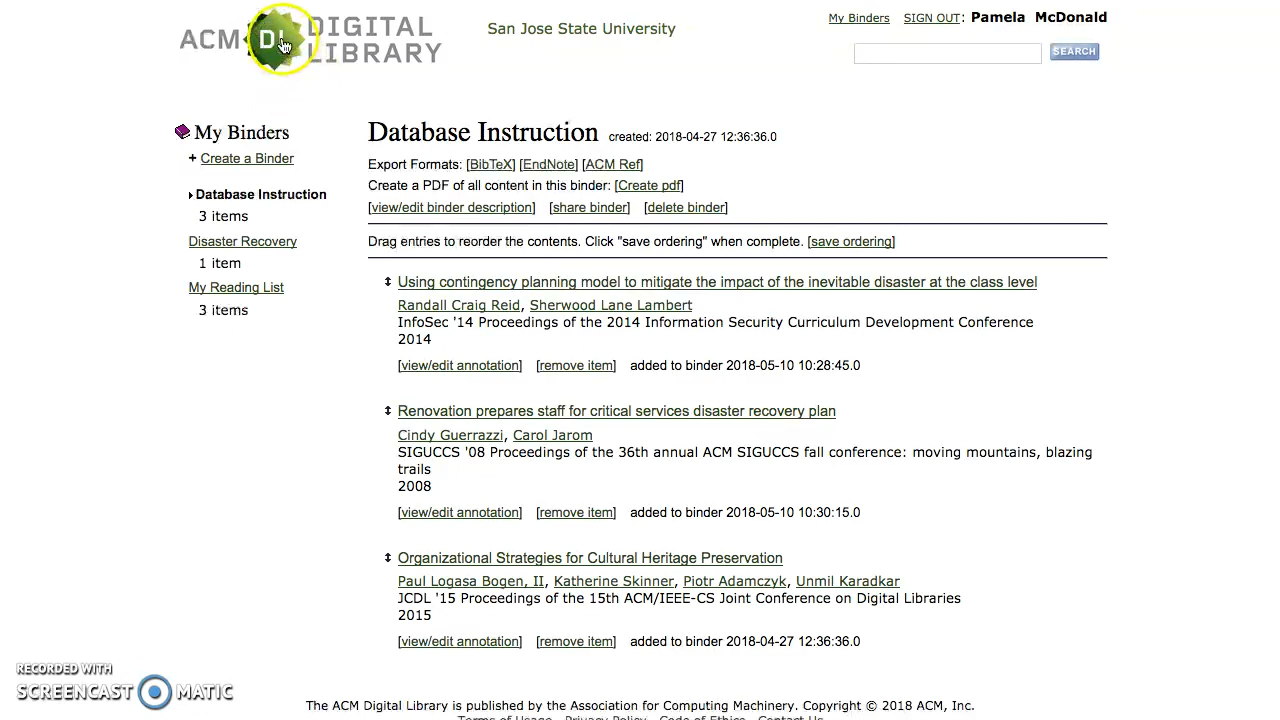 ACM DL DIGITAL LIBRARY
San Jose State University
My Binders SIGN OUT: Pamela McDonald
SEARCH
My Binders
+ Create a Binder
Database Instruction
3 items
Disaster Recovery
1 item
My Reading List
3 items
Database Instruction created: 2018-04-27 12:36:36.0
Export Formats: [BibTeX] [EndNote] [ACM Ref]
Create a PDF of all content in this binder: [Create pdf]
[view/edit binder description] [share binder] [delete binder]
Drag entries to reorder the contents. Click "save ordering" when complete. [save ordering]
Using contingency planning model to mitigate the impact of the inevitable disaster at the class level
Randall Craig Reid, Sherwood Lane Lambert
InfoSec '14 Proceedings of the 2014 Information Security Curriculum Development Conference
2014
[view/edit annotation] [remove item] added to binder 2018-05-10 10:28:45.0
Renovation prepares staff for critical services disaster recovery plan
Cindy Guerrazzi, Carol Jarom
SIGUCCS '08 Proceedings of the 36th annual ACM SIGUCCS fall conference: moving mountains, blazing
trails
2008
[view/edit annotation] [remove item] added to binder 2018-05-10 10:30:15.0
Organizational Strategies for Cultural Heritage Preservation
Paul Logasa Bogen, II, Katherine Skinner, Piotr Adamczyk, Unmil Karadkar
JCDL '15 Proceedings of the 15th ACM/IEEE-CS Joint Conference on Digital Libraries
2015
[view/edit annotation] [remove item] added to binder 2018-04-27 12:36:36.0
RECORDED WITH
SCREENCAST MATIC
The ACM Digital Library is published by the Association for Computing Machinery. Copyright © 2018 ACM, Inc.
Terms of Usage Privacy Policy Code of Ethics Contact Us